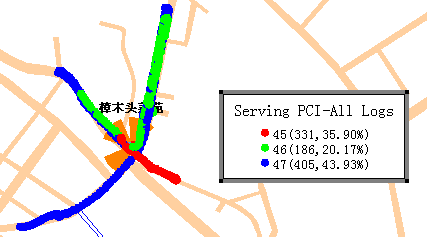 樟木头
Serving PCI-All Logs
45(331,35.90%)
46(186,20.17%)
47(405,43.93%)